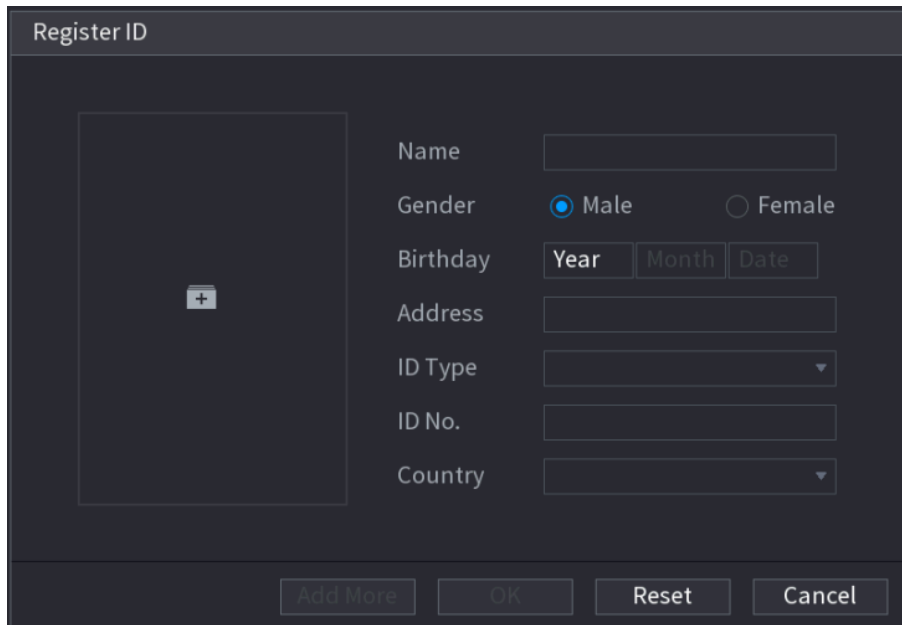 Register ID
Name
Gender Male Female
Birthday Year Month Date
Address
ID Type
ID No.
Country
Add More OK Reset Cancel